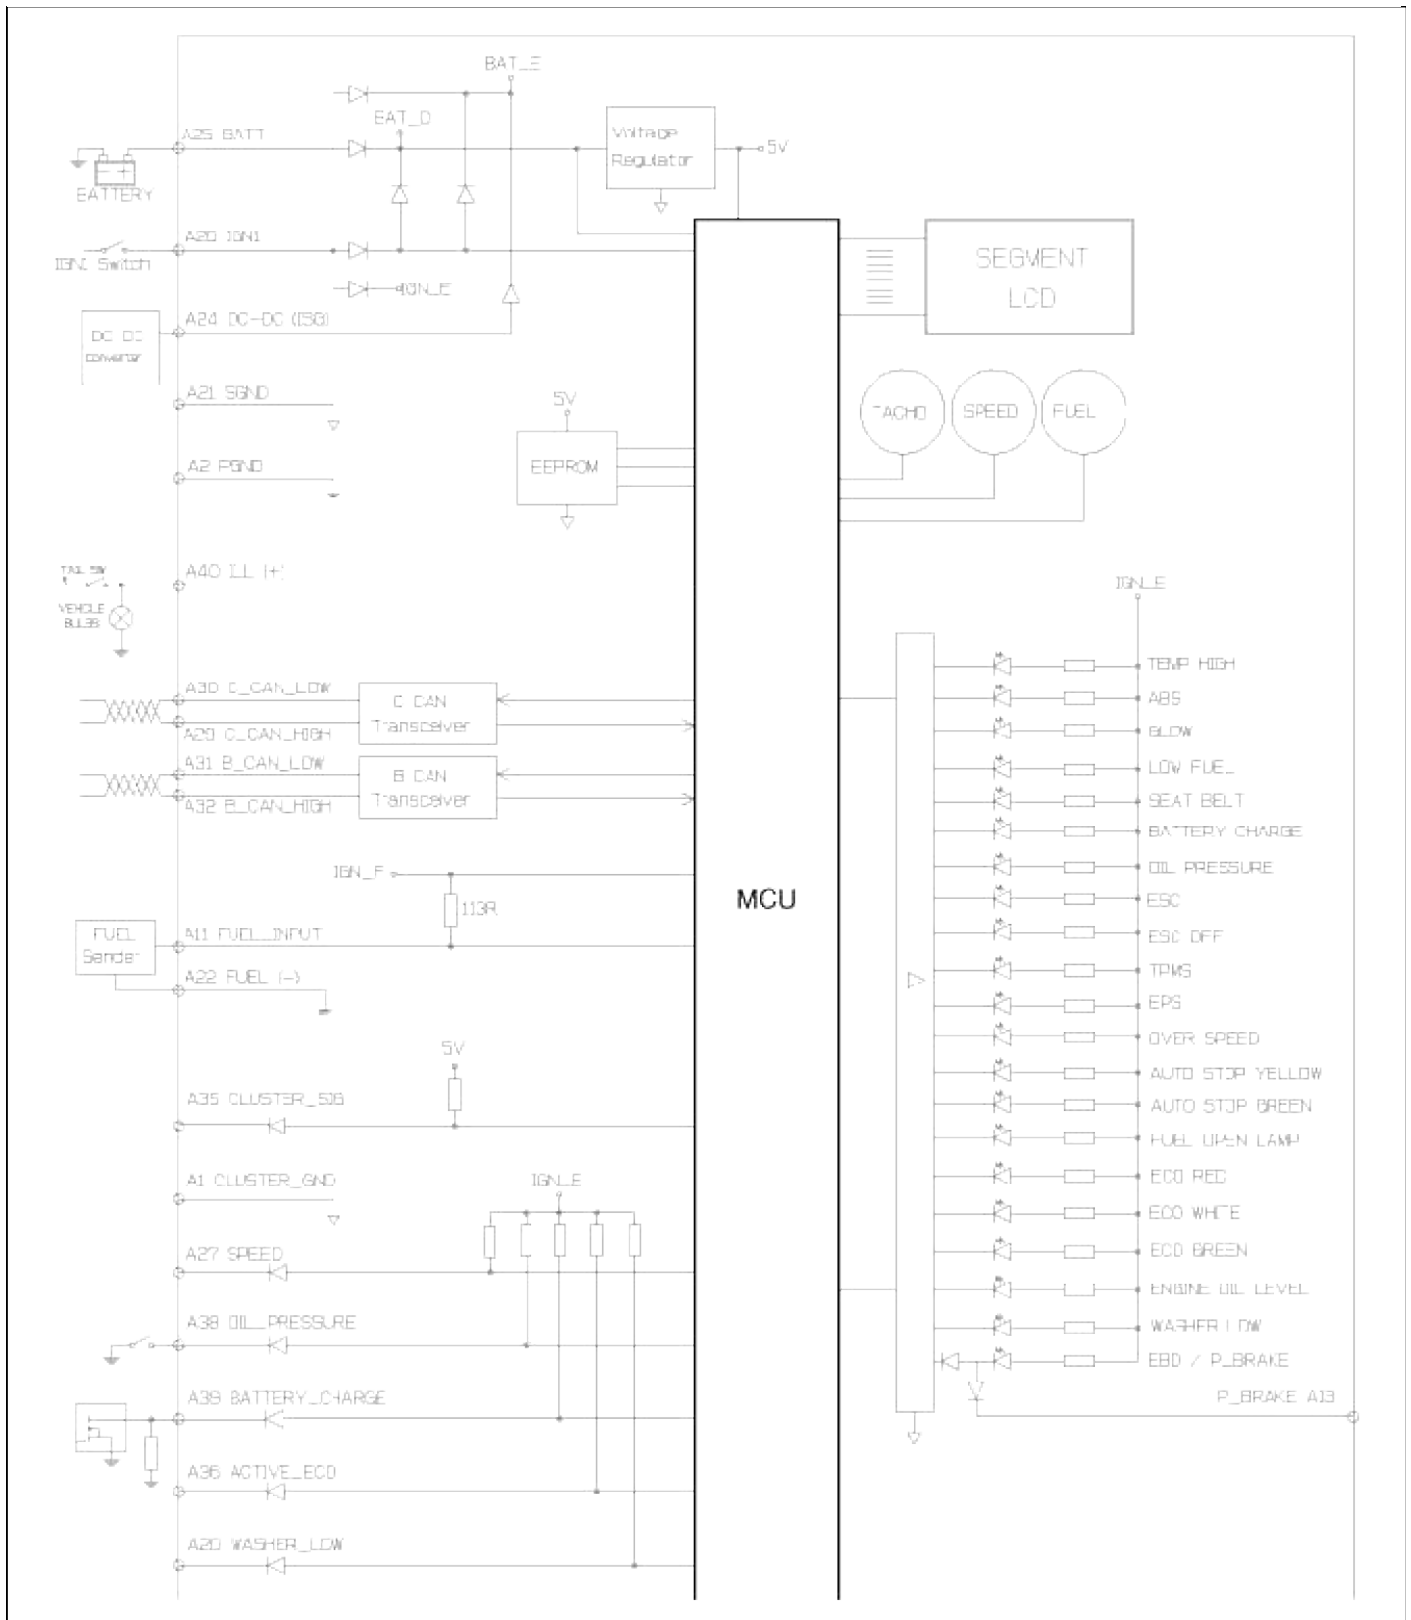 BAT_E
BAT_D
A25 BATT
BATTERY
Voltage
Regulator
5V
IGN1
IGN1 Switch
IGN_E
A24 DC-DC (ISG)
DC DC
converter
SEGMENT
LCD
A21 SGND
A2 PGND
5V
EEPROM
TACHO
SPEED
FUEL
A40 ILL (+)
TAIL SW
VEHICLE
BULBS
IGN_E
A30 C_CAN_LOW
C CAN
Transceiver
A29 C_CAN_HIGH
A31 B_CAN_LOW
B CAN
Transceiver
A32 B_CAN_HIGH
IGN_F
113R
MCU
FUEL
Sender
A11 FUEL_INPUT
A22 FUEL (-)
5V
A35 CLUSTER_SIG
A1 CLUSTER_GND
IGN_E
A27 SPEED
A38 OIL_PRESSURE
A39 BATTERY_CHARGE
A36 ACTIVE_ECO
A20 WASHER_LOW
TEMP HIGH
ABS
GLOW
LOW FUEL
SEAT BELT
BATTERY CHARGE
OIL PRESSURE
ESC
ESC OFF
TPMS
EPS
OVER SPEED
AUTO STOP YELLOW
AUTO STOP GREEN
FUEL OPEN LAMP
ECO RED
ECO WHITE
ECO GREEN
ENGINE OIL LEVEL
WASHER LOW
EBD / P_BRAKE
P_BRAKE A13